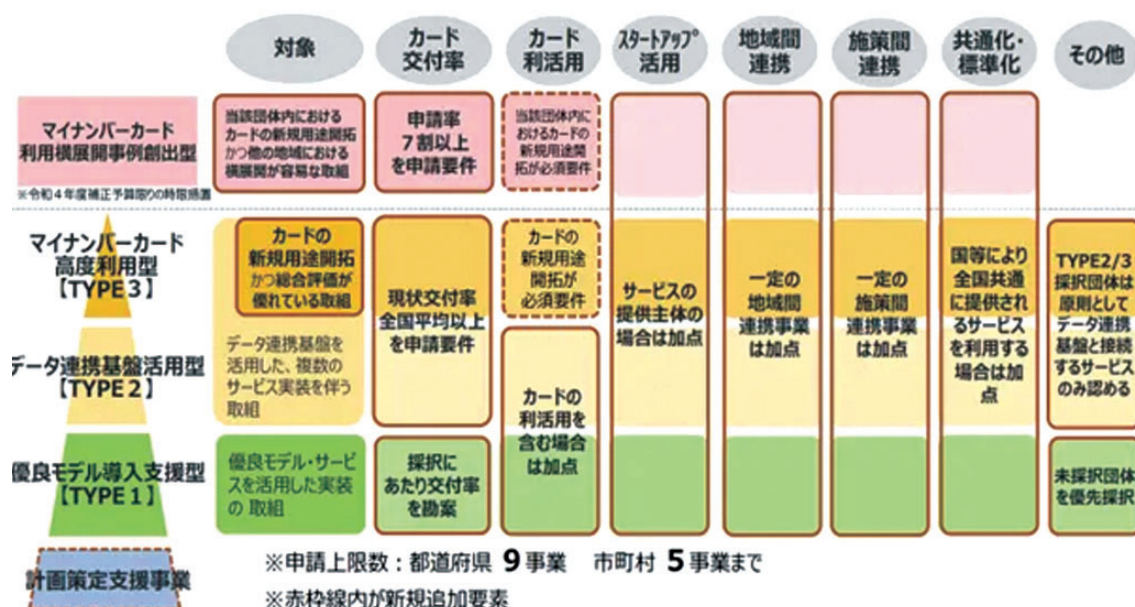 対象
カード
交付率
カード
利活用
スタートアップ
活用
地域間
連携
施策間
連携
共通化・
標準化
その他
マイナンバーカード
利用横展開事例創出型
※令和4年度補正予算限りの時限措置
当該団体内における
カードの新規用途開拓
かつ他の地域における
横展開が容易な取組
申請率
7割以上
を申請要件
当該団体内に
おけるカードの
新規用途開
拓が必須要件
マイナンバーカード
高度利用型
【TYPE3】
カードの
新規用途開拓
かつ総合評価が
優れている取組
現状交付率
全国平均以上
を申請要件
カードの
新規用途
開拓が
必須要件
サービスの
提供主体の
場合は加点
一定の
地域間
連携事業
は加点
一定の
施策間
連携事業
は加点
国等により
全国共通
に提供され
るサービス
を利用する
場合は加
点
TYPE2/3
採択団体は
原則として
データ連携
基盤と接続
するサービス
のみ認める
データ連携基盤活用型
【TYPE2】
データ連携基盤を
活用した、複数の
サービス実装を伴う
取組
カードの
利活用を
含む場合
は加点
優良モデル導入支援型
【TYPE1】
優良モデル・サービ
スを活用した実装
の 取組
採択に
あたり交付率
を勘案
未採択団体
を優先採択
計画策定支援事業
※申請上限数：都道府県 9 事業 市町村 5 事業まで
※赤枠線内が新規追加要素